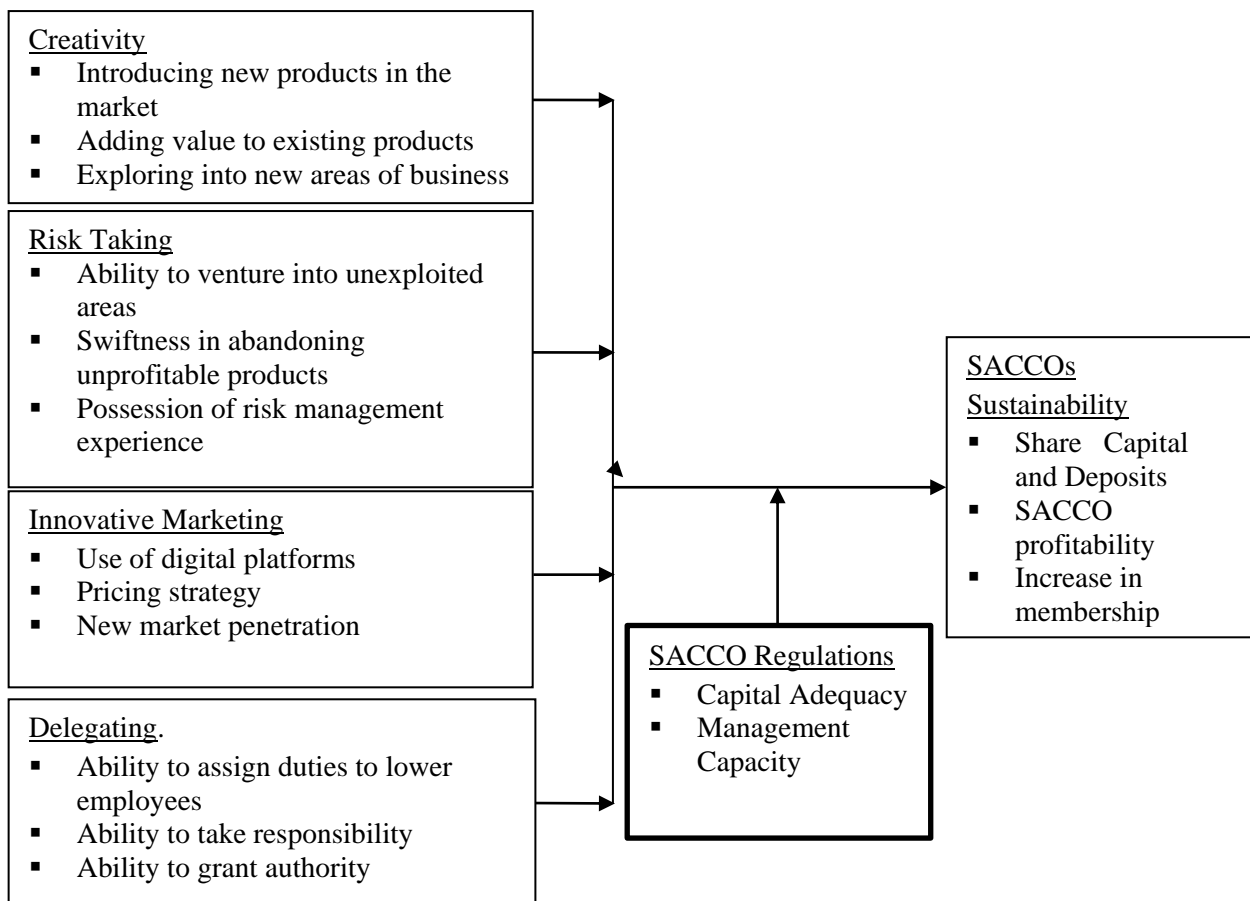 Creativity
▪ Introducing new products in the
market
▪ Adding value to existing products
▪ Exploring into new areas of business
Risk Taking
▪ Ability to venture into unexploited
areas
▪ Swiftness in abandoning
unprofitable products
▪ Possession of risk management
experience
Innovative Marketing
▪ Use of digital platforms
▪ Pricing strategy
▪ New market penetration
Delegating.
▪ Ability to assign duties to lower
employees
▪ Ability to take responsibility
▪ Ability to grant authority
SACCO Regulations
▪ Capital Adequacy
▪ Management
Capacity
SACCOs
Sustainability
▪ Share Capital
and Deposits
▪ SACCO
profitability
▪ Increase in
membership